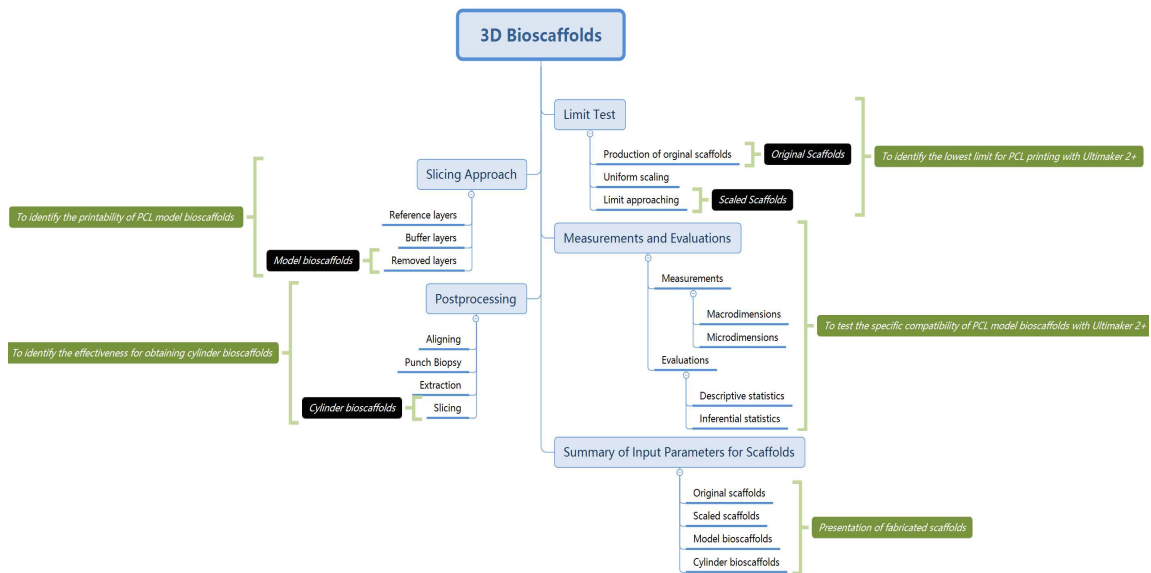 3D Bioscaffolds
Limit Test
Production of orginal scaffolds
Original Scaffolds
Uniform scaling
Limit approaching
Scaled Scaffolds
To identify the lowest limit for PCL printing with Ultimaker 2+
Slicing Approach
Reference layers
Buffer layers
Removed layers
Model bioscaffolds
To identify the printability of PCL model bioscaffolds
Measurements and Evaluations
Measurements
Macrodimensions
Microdimensions
Evaluations
Descriptive statistics
Inferential statistics
To test the specific compatibility of PCL model bioscaffolds with Ultimaker 2+
Postprocessing
Aligning
Punch Biopsy
Extraction
Slicing
Cylinder bioscaffolds
To identify the effectiveness for obtaining cylinder bioscaffolds
Summary of Input Parameters for Scaffolds
Original scaffolds
Scaled scaffolds
Model bioscaffolds
Cylinder bioscaffolds
Presentation of fabricated scaffolds